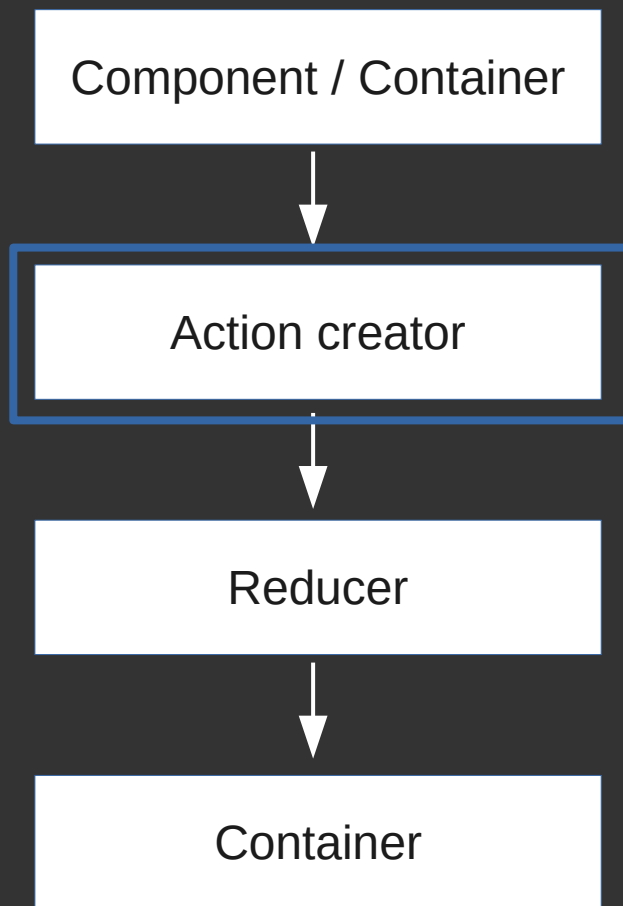 Component / Container
Action creator
Reducer
Container